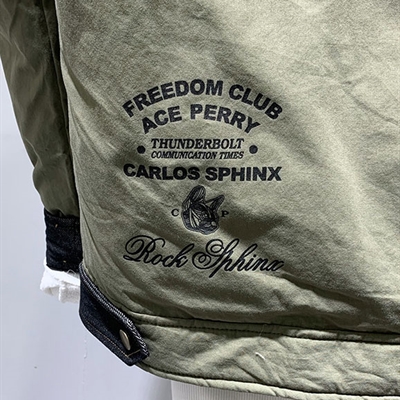 FREEDOM CLUB
ACE PERRY
• THUNDERBOLT •
COMMUNICATION TIMES
CARLOS SPHINX
C P
Rock Sphinx